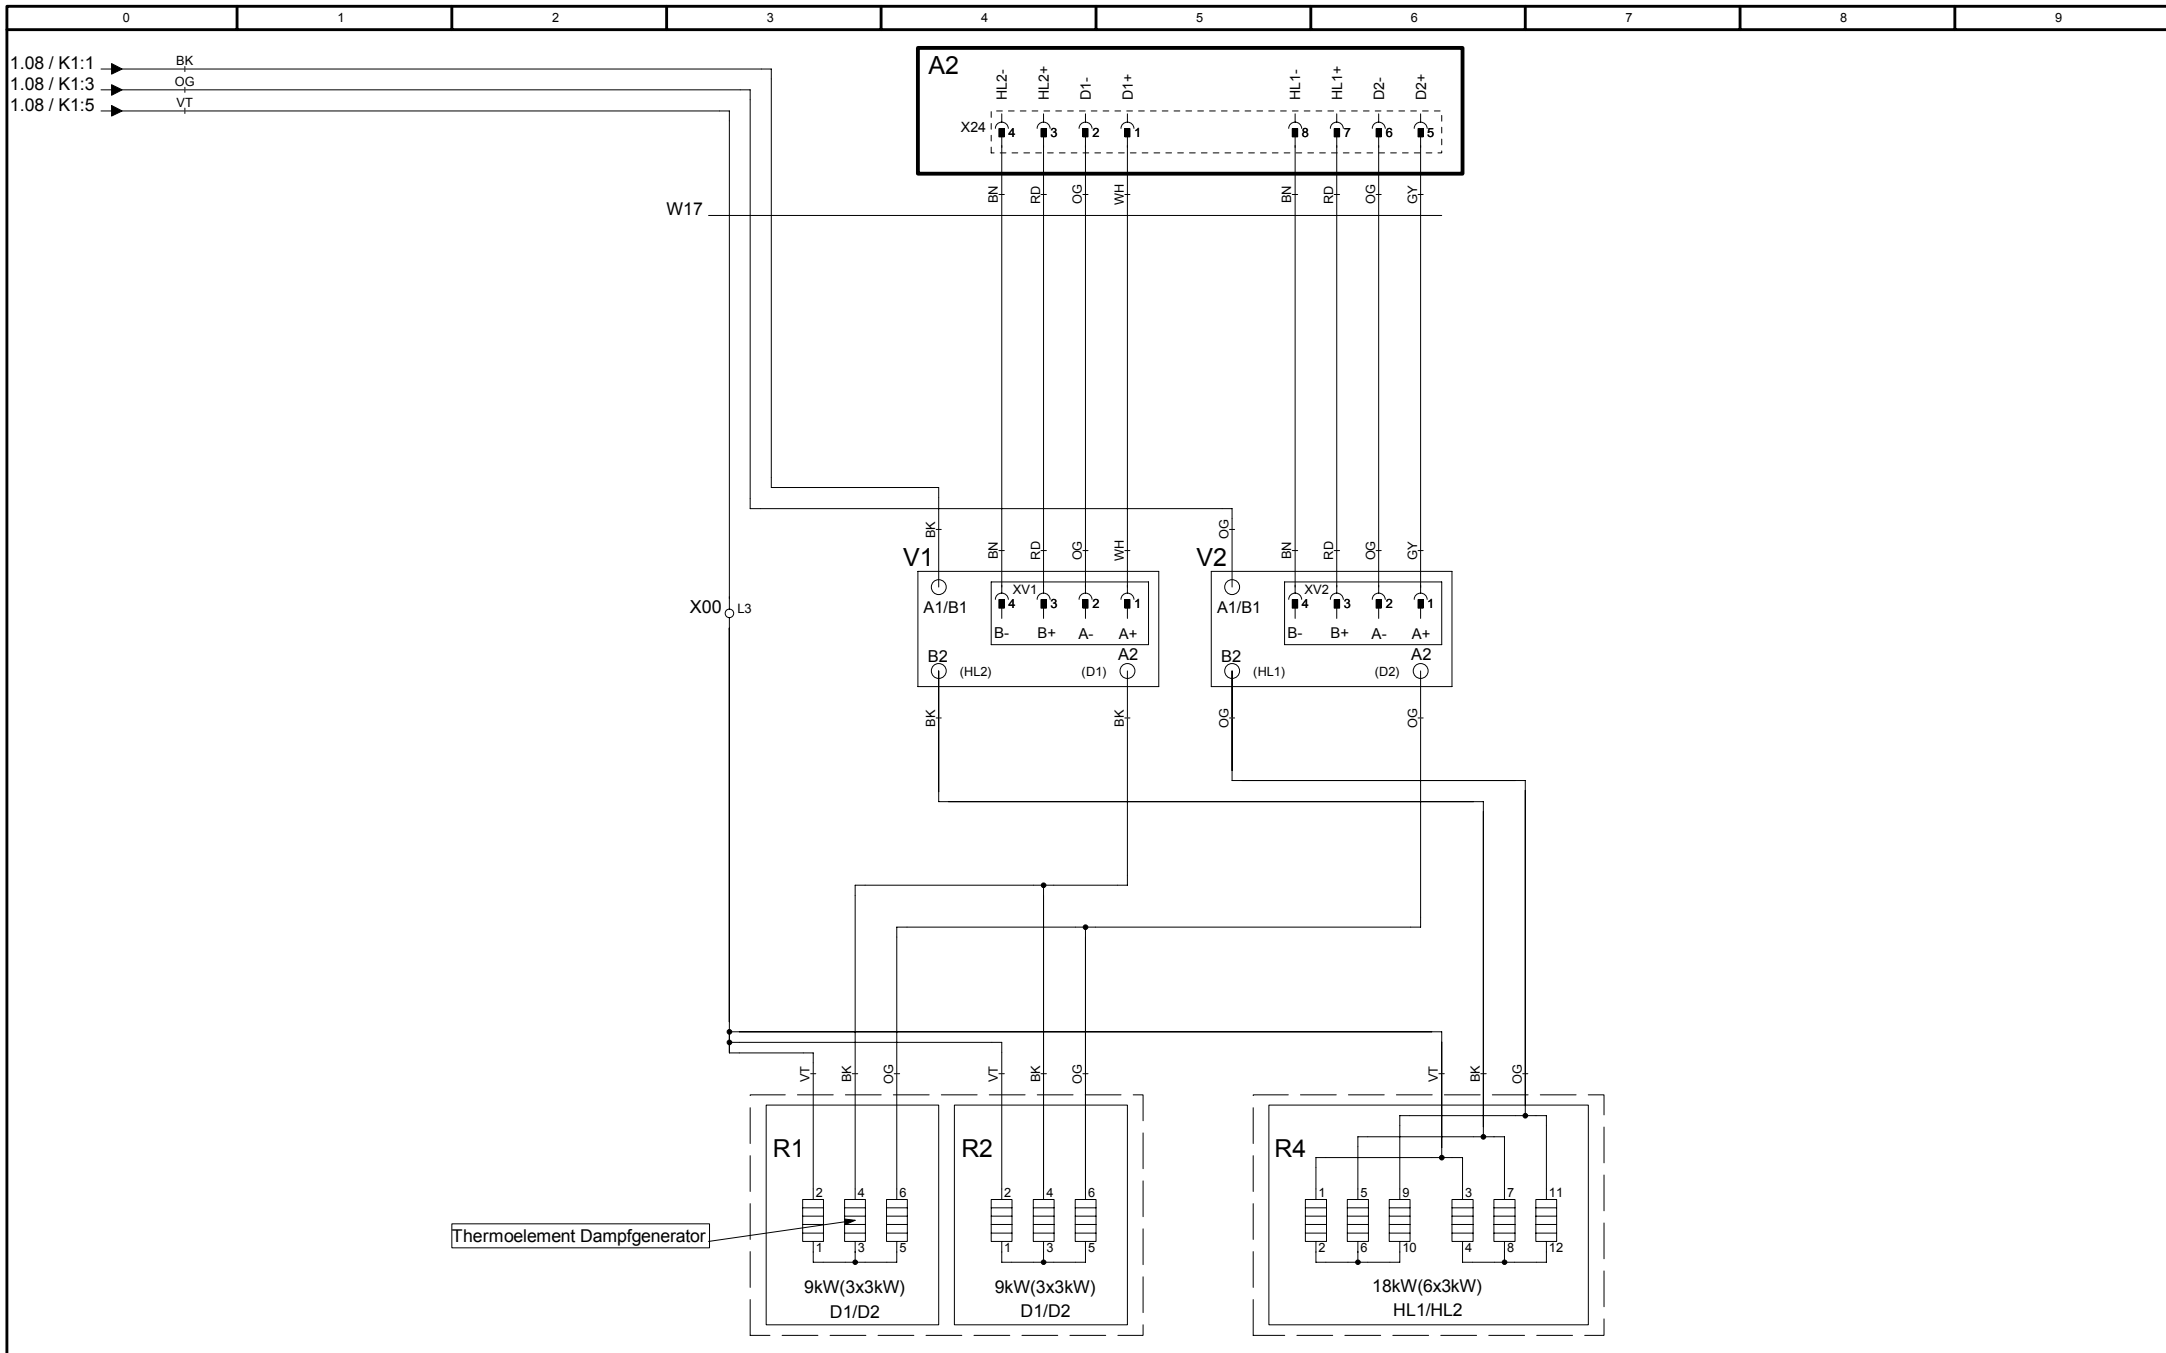 0 1 2 3 4 5 6 7 8 9
1.08 / K1:1 BK
1.08 / K1:3 OG
1.08 / K1:5 VT
A2
HL2- HL2+ D1- D1+ HL1- HL1+ D2- D2+
X24 4 3 2 1 8 7 6 5
BN RD OG WH BN RD OG GY
W17
BK BN RD OG WH OG BN RD OG GY
V1 V2
XV1 XV2
4 3 2 1 4 3 2 1
X00 L3 A1/B1 A1/B1
B- B+ A- A+ B- B+ A- A+
B2 (HL2) (D1) A2 B2 (HL1) (D2) A2
BK BK OG OG
VT BK OG VT BK OG VT BK OG
R1 R2 R4
2 4 6 2 4 6 1 5 9 3 7 11
Thermoelement Dampfgenerator
1 3 5 1 3 5 2 6 10 4 8 12
9kW(3x3kW) 9kW(3x3kW) 18kW(6x3kW)
D1/D2 D1/D2 HL1/HL2